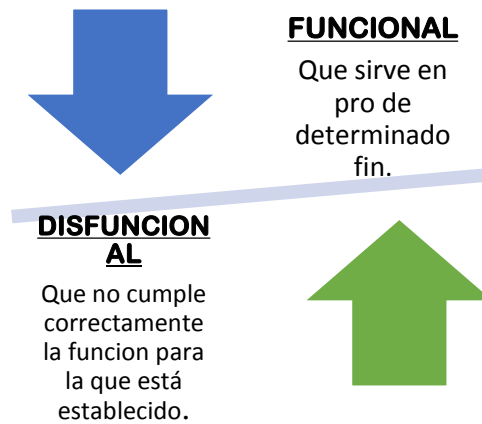 FUNCIONAL
Que sirve en
pro de
determinado
fin.
DISFUNCION
AL
Que no cumple
correctamente
la funcion para
la que está
establecido.